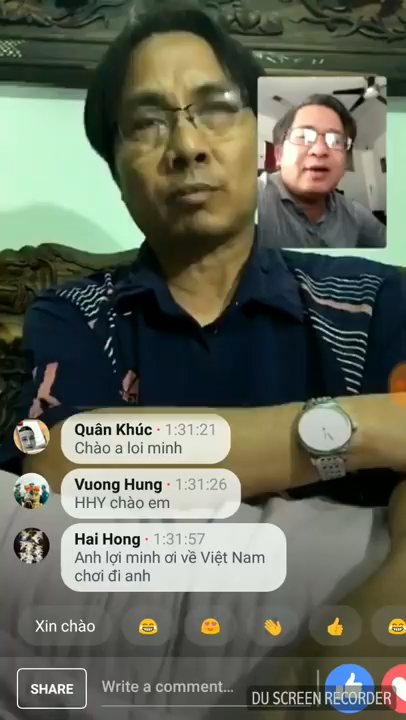 Quân Khúc · 1:31:21
Chào a loi minh
Vuong Hung · 1:31:26
HHY chào em
Hai Hong · 1:31:57
Anh lợi minh ơi về Việt Nam
chơi đi anh
Xin chào
SHARE
Write a comment...
DU SCREEN RECORDER